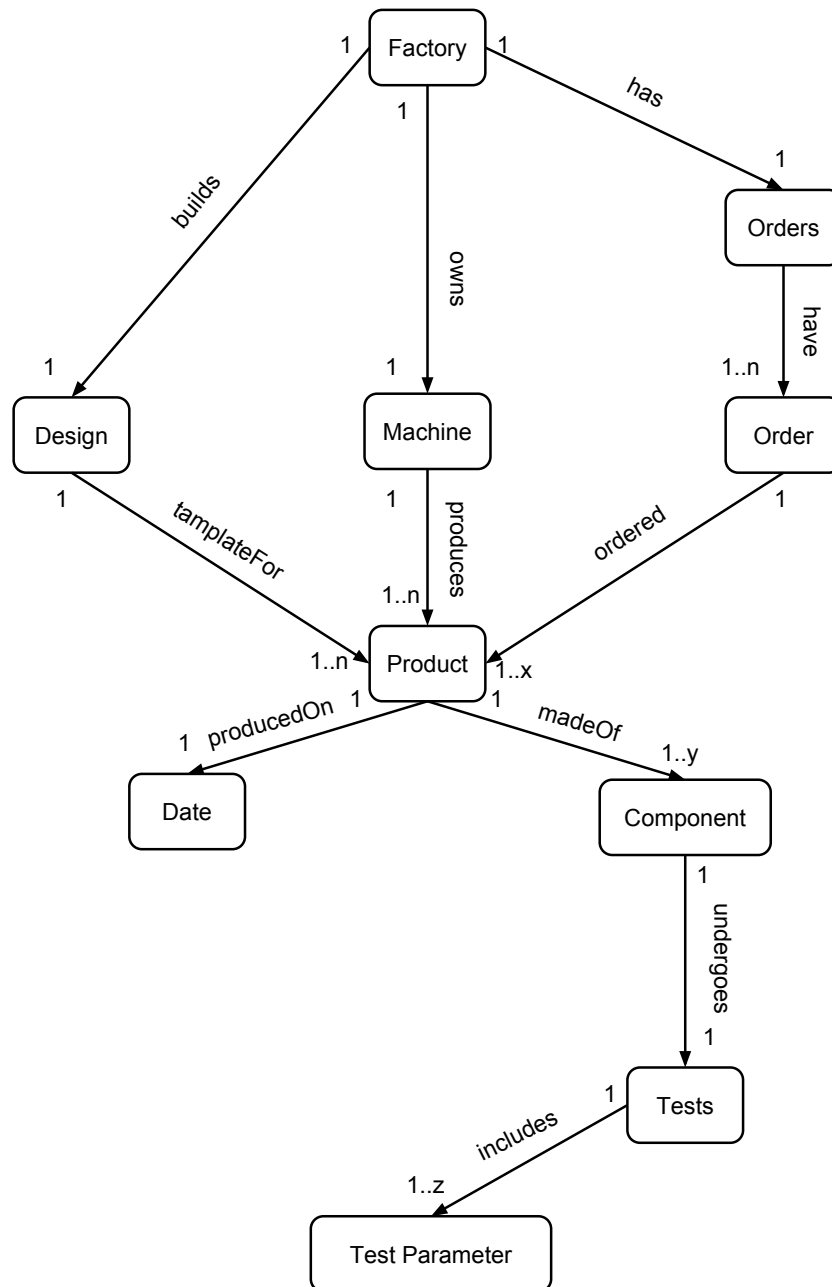 1
Factory
1
1
has
1
builds
Orders
owns
have
1
1
1..n
Design
Machine
Order
1
1
1
tamplateFor
produces
ordered
1..n
1..n
Product
1..x
1
1
producedOn
madeOf
1
1..y
Date
Component
1
undergoes
1
1
Tests
includes
1..z
Test Parameter